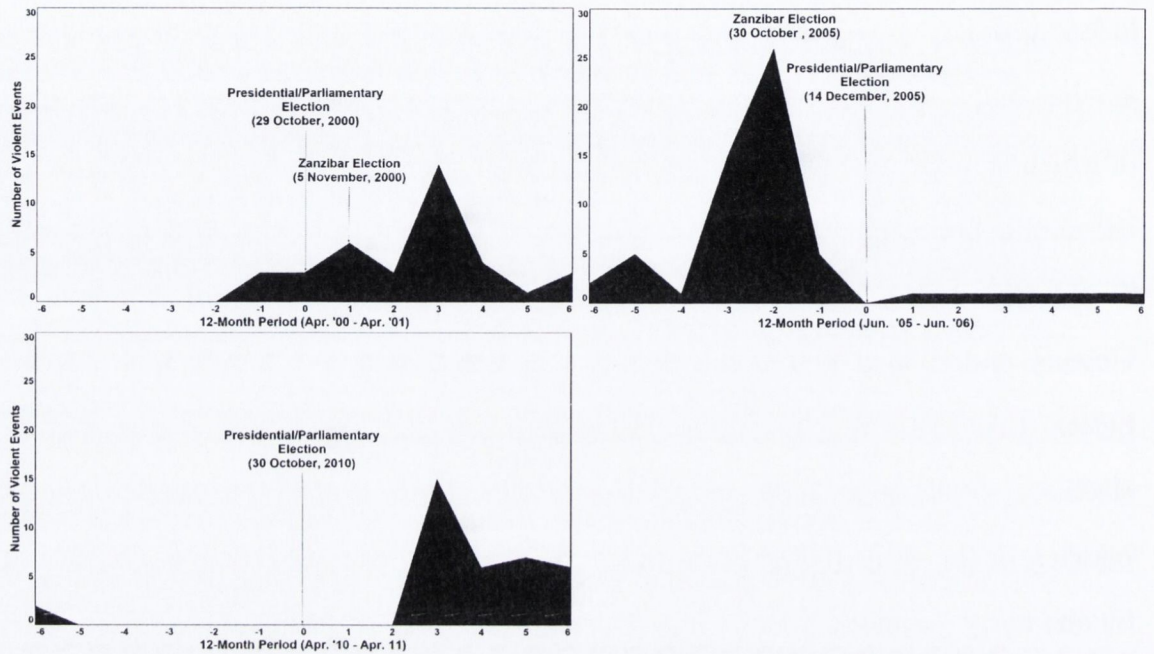 30
25
20
15
10
5
0
Number of Violent Events
Presidential/Parliamentary
Election
(29 October, 2000)
Zanzibar Election
(5 November, 2000)
-6 -5 -4 -3 -2 -1 0 1 2 3 4 5 6
12-Month Period (Apr. '00 - Apr. '01)
30
25
20
15
10
5
0
Zanzibar Election
(30 October , 2005)
Presidential/Parliamentary
Election
(14 December, 2005)
-6 -5 -4 -3 -2 -1 0 1 2 3 4 5 6
12-Month Period (Jun. '05 - Jun. '06)
30
25
20
15
10
5
0
Number of Violent Events
Presidential/Parliamentary
Election
(30 October, 2010)
-6 -5 -4 -3 -2 -1 0 1 2 3 4 5 6
12-Month Period (Apr. '10 - Apr. 11)